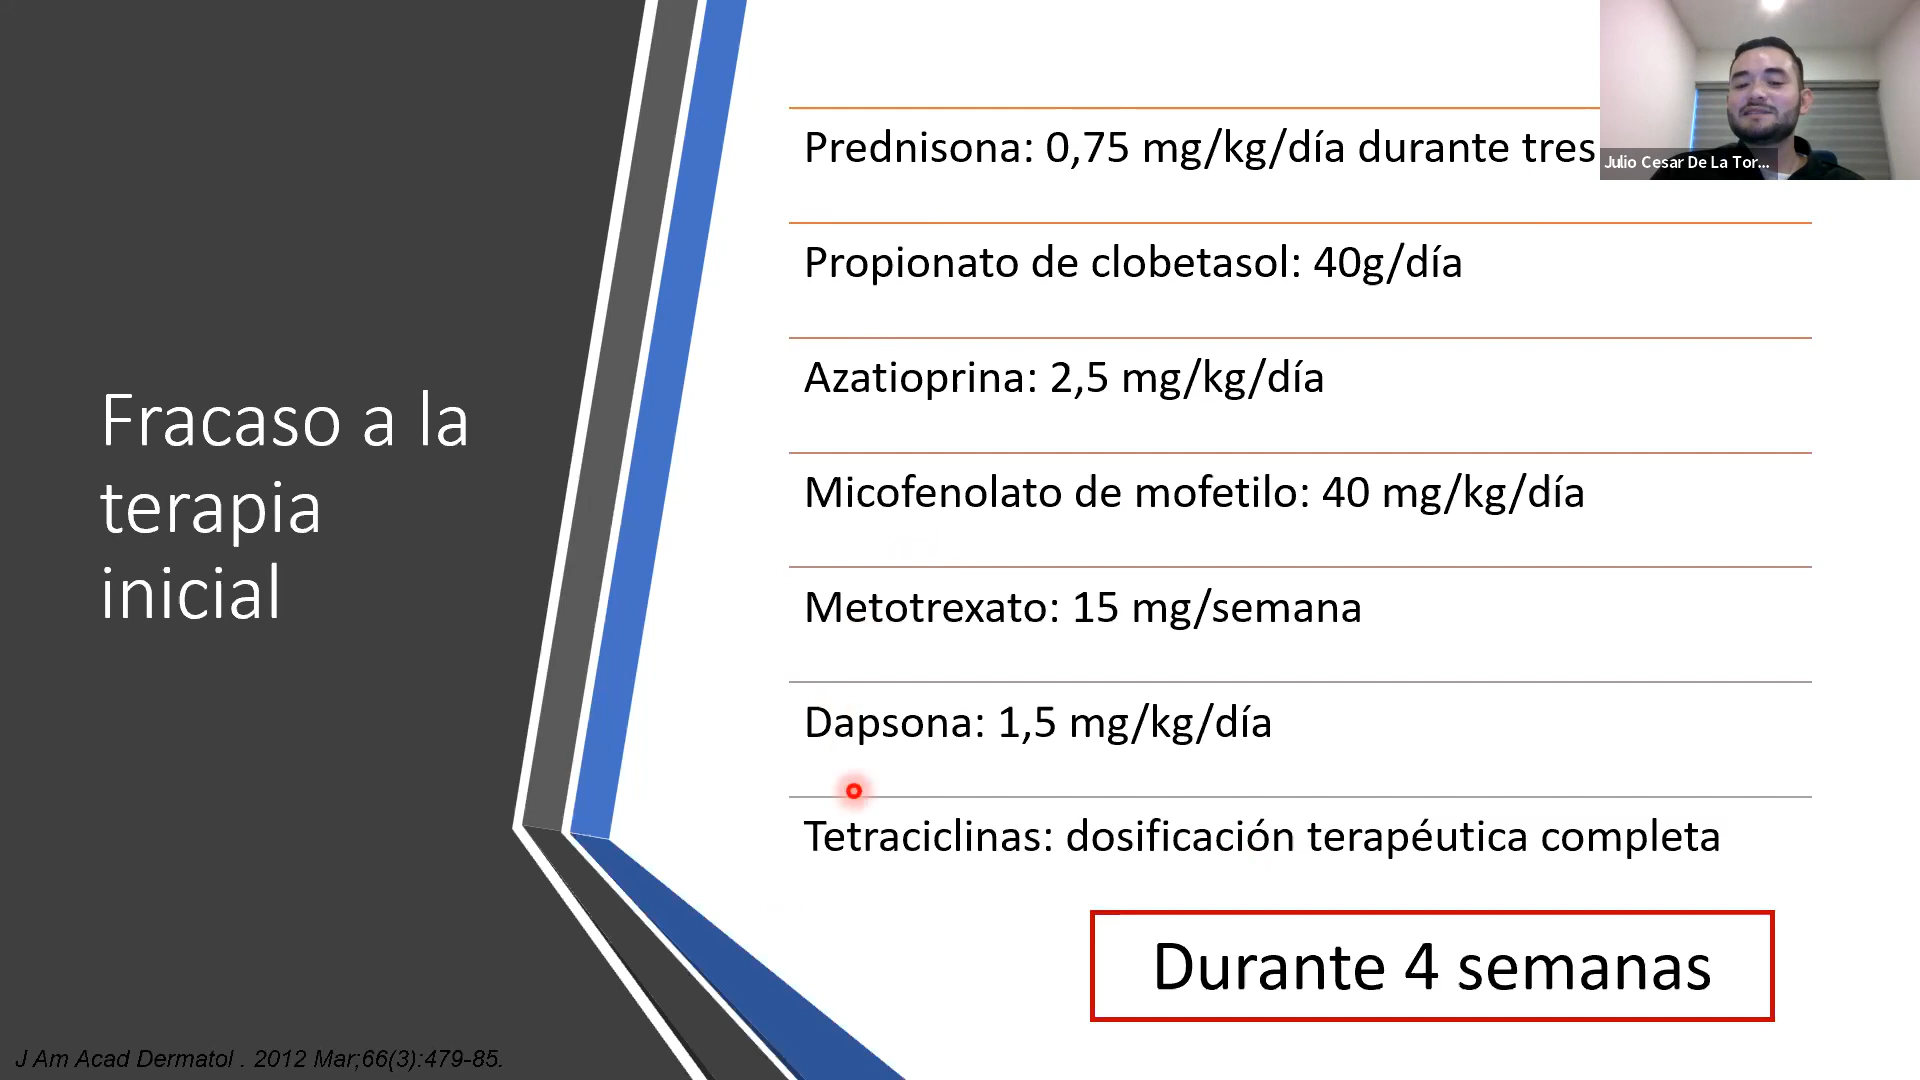 Fracaso a la
terapia
inicial
Prednisona: 0,75 mg/kg/día durante tres
Propionato de clobetasol: 40g/día
Azatioprina: 2,5 mg/kg/día
Micofenolato de mofetilo: 40 mg/kg/día
Metotrexato: 15 mg/semana
Dapsona: 1,5 mg/kg/día
Tetraciclinas: dosificación terapéutica completa
Durante 4 semanas
J Am Acad Dermatol . 2012 Mar;66(3):479-85.
Julio Cesar De La Tor...